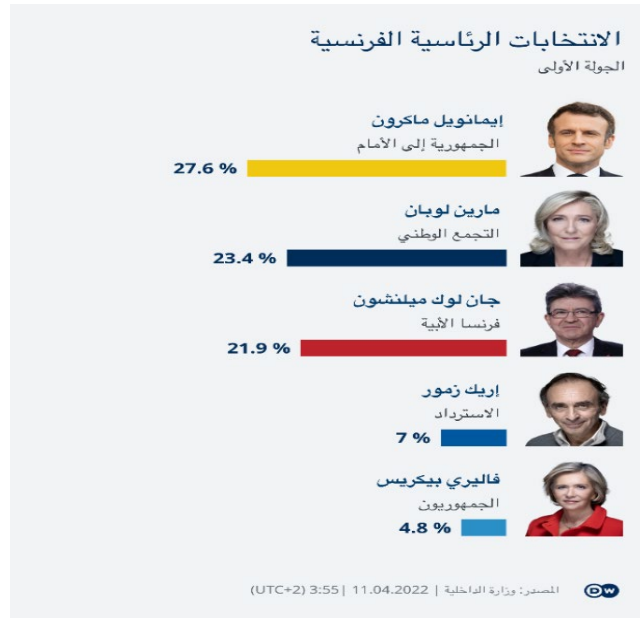 الانتخابات الرئاسية الفرنسية
الجولة الأولى
إيمانويل ماكرون
الجمهورية إلى الأمام
27.6 %
مارين لوبان
التجمع الوطني
23.4 %
جان لوك ميلنشون
فرنسا الأبية
21.9 %
إريك زمور
الاسترداد
7 %
فاليري بيكريس
الجمهوريون
4.8 %
المصدر: وزارة الداخلية | 11.04.2022 | 3:55 (UTC+2)
DW